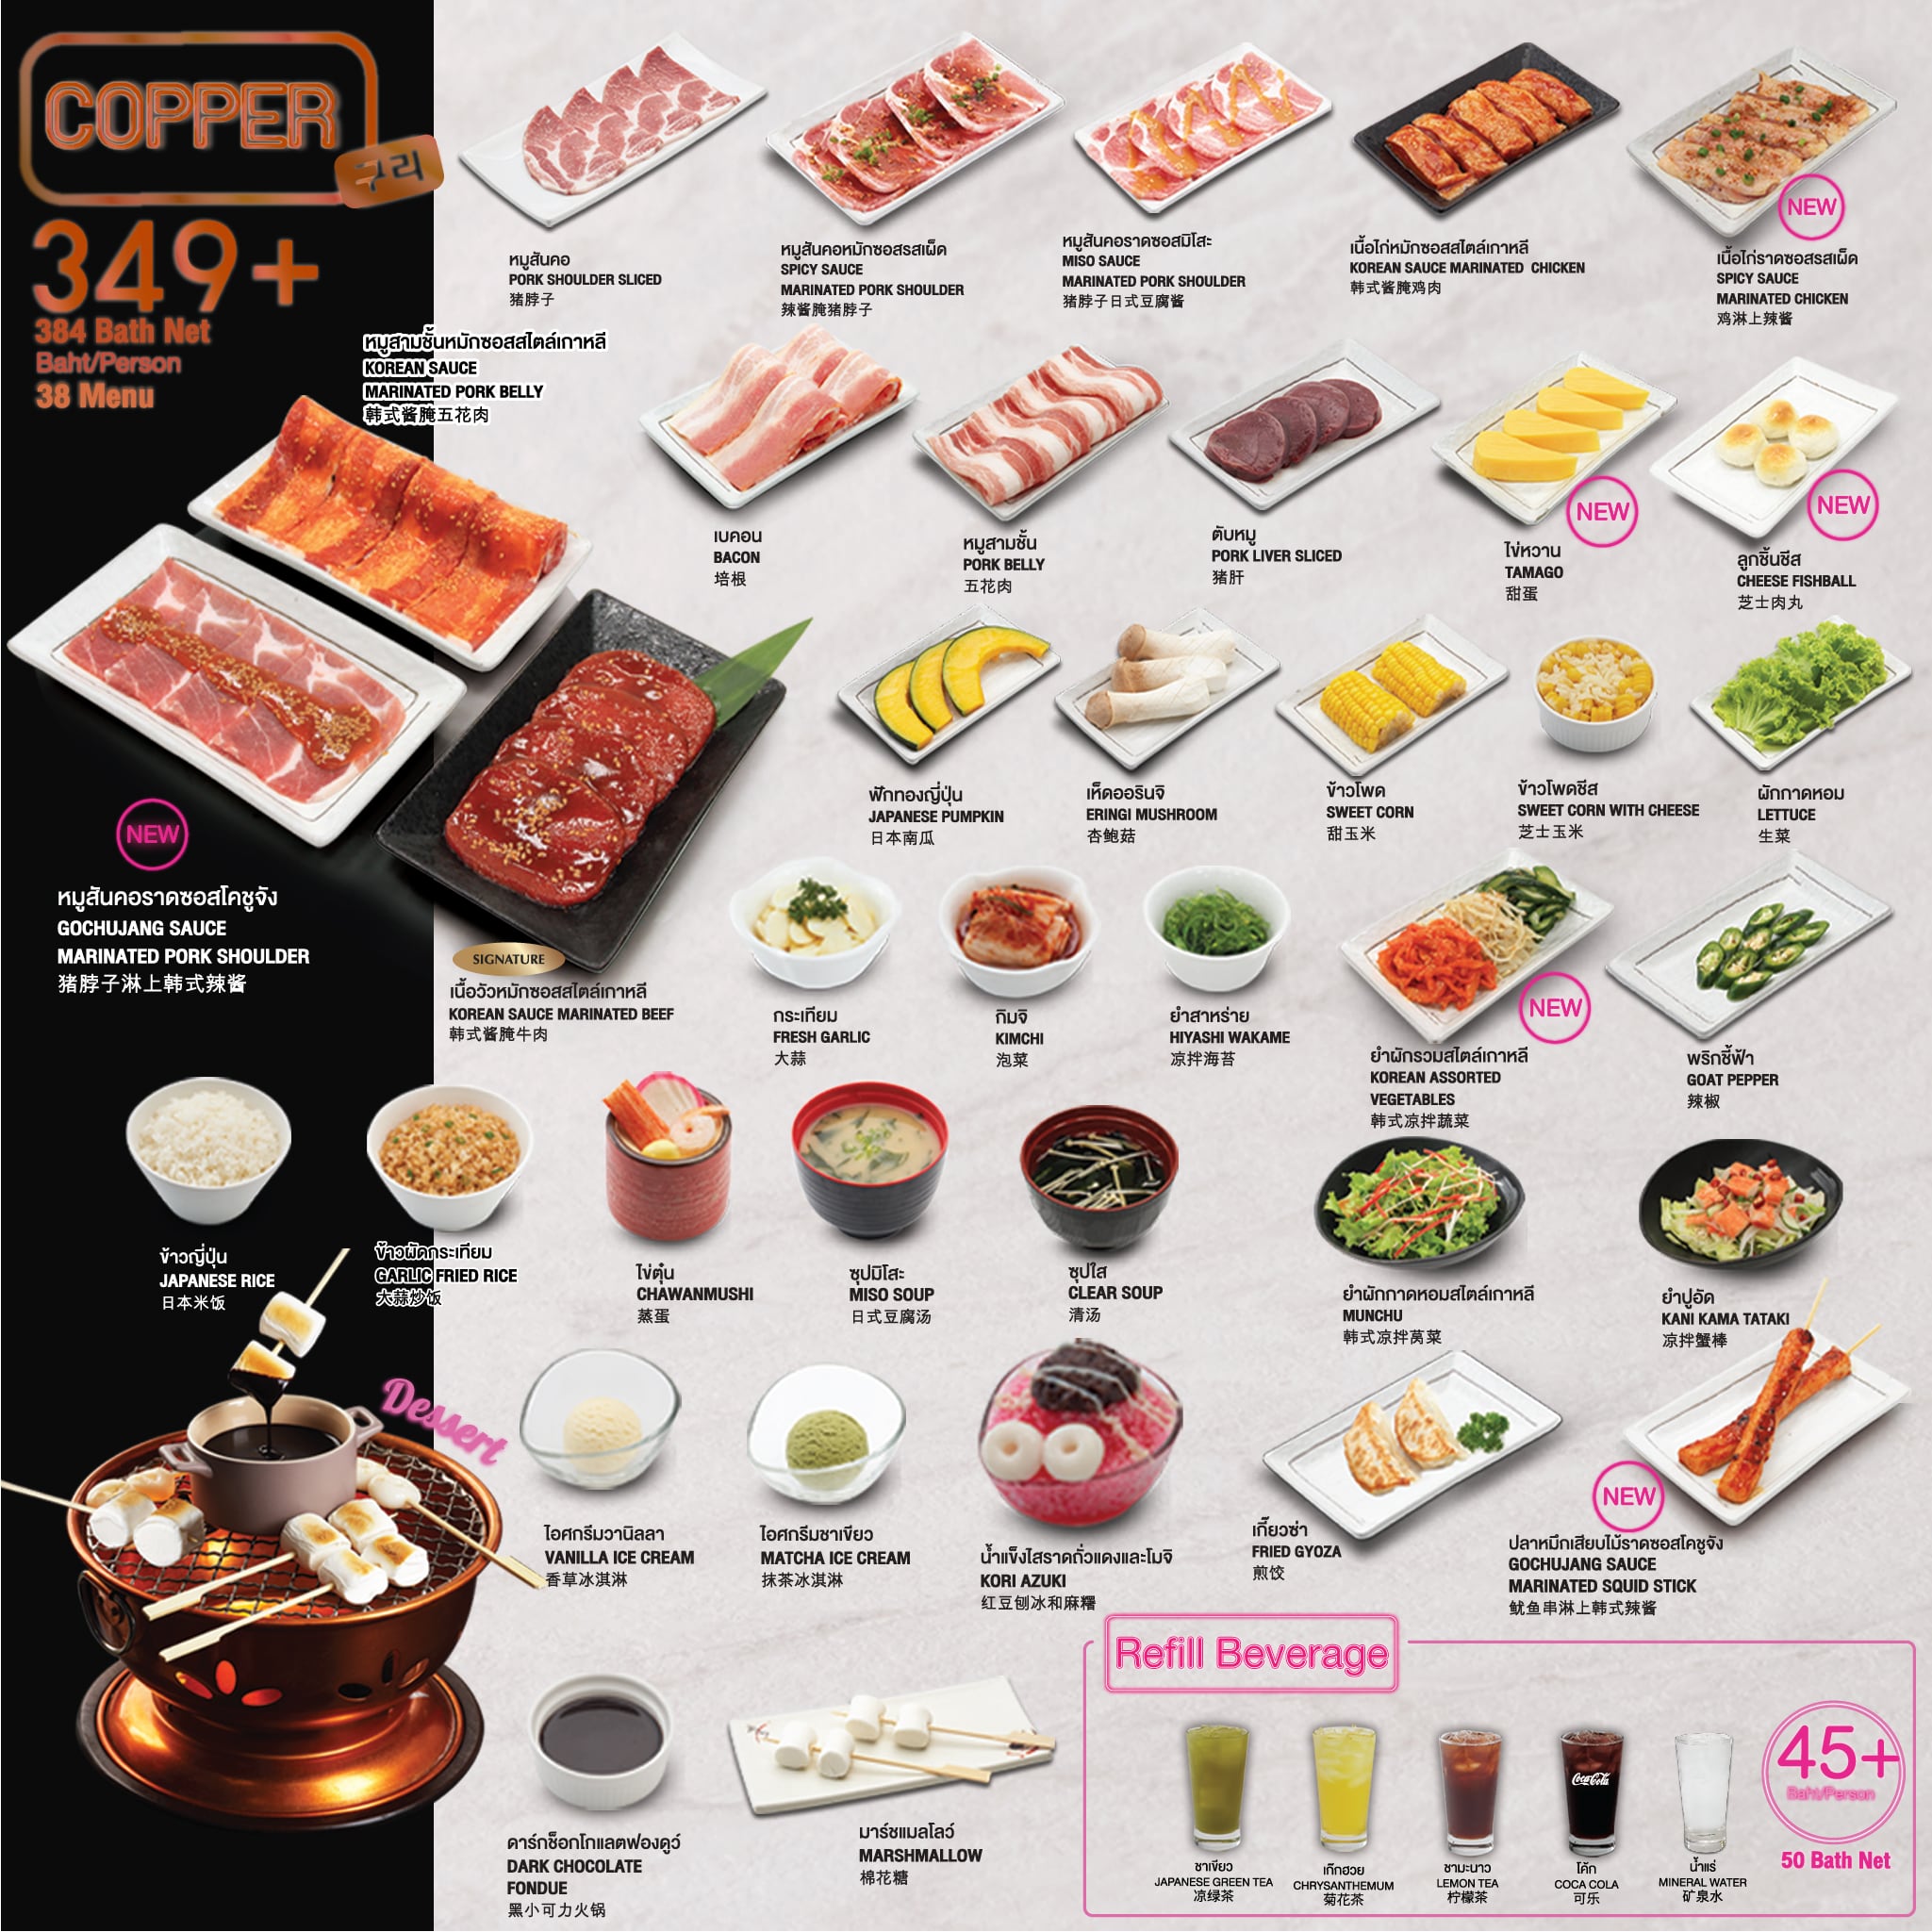 COPPER
구리
349+
384 Bath Net
Baht/Person
38 Menu
หมูสันคอ
PORK SHOULDER SLICED
猪脖子
หมูสันคอหมักซอสรสเผ็ด
SPICY SAUCE
MARINATED PORK SHOULDER
辣酱腌猪脖子
หมูสันคอราดซอสมิโสะ
MISO SAUCE
MARINATED PORK SHOULDER
猪脖子日式豆腐酱
เนื้อไก่หมักซอสสไตล์เกาหลี
KOREAN SAUCE MARINATED CHICKEN
韩式酱腌鸡肉
NEW
เนื้อไก่ราดซอสรสเผ็ด
SPICY SAUCE
MARINATED CHICKEN
鸡淋上辣酱
หมูสามชั้นหมักซอสสไตล์เกาหลี
KOREAN SAUCE
MARINATED PORK BELLY
韩式酱腌五花肉
เบคอน
BACON
培根
หมูสามชั้น
PORK BELLY
五花肉
ตับหมู
PORK LIVER SLICED
猪肝
NEW
ไข่หวาน
TAMAGO
甜蛋
NEW
ลูกชิ้นชีส
CHEESE FISHBALL
芝士肉丸
ฟักทองญี่ปุ่น
JAPANESE PUMPKIN
日本南瓜
เห็ดออรินจิ
ERINGI MUSHROOM
杏鲍菇
ข้าวโพด
SWEET CORN
甜玉米
ข้าวโพดชีส
SWEET CORN WITH CHEESE
芝士玉米
ผักกาดหอม
LETTUCE
生菜
NEW
หมูสันคอราดซอสโคชูจัง
GOCHUJANG SAUCE
MARINATED PORK SHOULDER
猪脖子淋上韩式辣酱
SIGNATURE
เนื้อวัวหมักซอสสไตล์เกาหลี
KOREAN SAUCE MARINATED BEEF
韩式酱腌牛肉
กระเทียม
FRESH GARLIC
大蒜
กิมจิ
KIMCHI
泡菜
ยำสาหร่าย
HIYASHI WAKAME
凉拌海苔
NEW
ยำผักรวมสไตล์เกาหลี
KOREAN ASSORTED
VEGETABLES
韩式凉拌蔬菜
พริกชี้ฟ้า
GOAT PEPPER
辣椒
ข้าวญี่ปุ่น
JAPANESE RICE
日本米饭
ข้าวผัดกระเทียม
GARLIC FRIED RICE
大蒜炒饭
ไข่ตุ๋น
CHAWANMUSHI
蒸蛋
ซุปมิโสะ
MISO SOUP
日式豆腐汤
ซุปใส
CLEAR SOUP
清汤
ยำผักกาดหอมสไตล์เกาหลี
MUNCHU
韩式凉拌莴菜
ยำปูอัด
KANI KAMA TATAKI
凉拌蟹棒
Dessert
ไอศกรีมวานิลลา
VANILLA ICE CREAM
香草冰淇淋
ไอศกรีมชาเขียว
MATCHA ICE CREAM
抹茶冰淇淋
น้ำแข็งไสราดถั่วแดงและโมจิ
KORI AZUKI
红豆刨冰和麻糬
เกี๊ยวซ่า
FRIED GYOZA
煎饺
NEW
ปลาหมึกเสียบไม้ราดซอสโคชูจัง
GOCHUJANG SAUCE
MARINATED SQUID STICK
鱿鱼串淋上韩式辣酱
ดาร์กช็อกโกแลตฟองดูว์
DARK CHOCOLATE
FONDUE
黑小可力火锅
มาร์ชแมลโลว์
MARSHMALLOW
棉花糖
Refill Beverage
ชาเขียว
JAPANESE GREEN TEA
凉绿茶
เก๊กฮวย
CHRYSANTHEMUM
菊花茶
ชามะนาว
LEMON TEA
柠檬茶
Coca-Cola
โค้ก
COCA COLA
可乐
น้ำแร่
MINERAL WATER
矿泉水
45+
Baht/Person
50 Bath Net